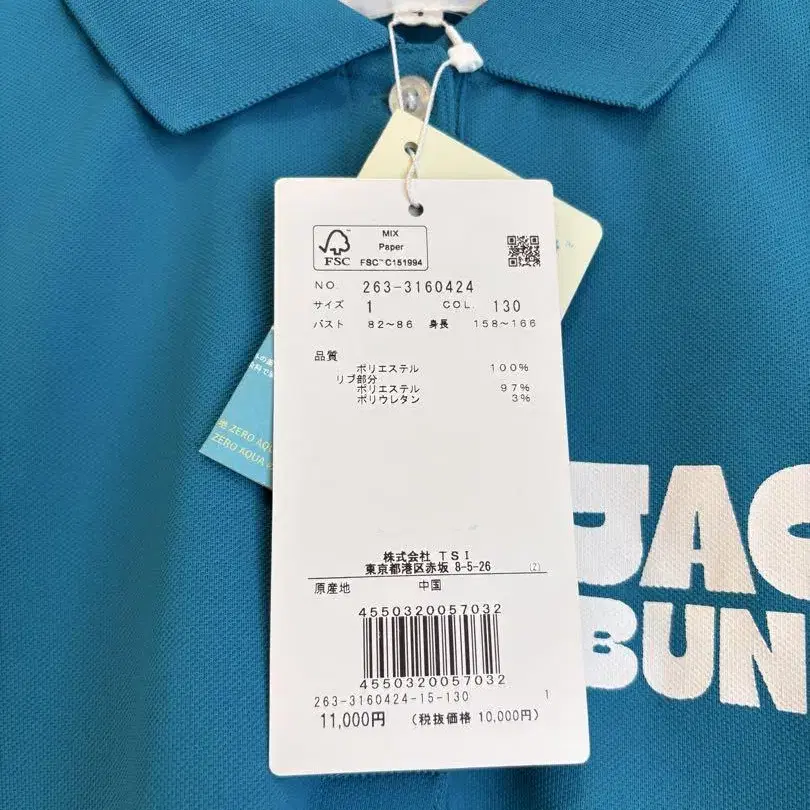 MIX
Paper
FSC
FSC™ C151994
NO. 263-3160424
サイズ 1 COL. 130
バスト 82～86 身長 158～166
品質
ポリエステル 100%
リブ部分
ポリエステル 97%
ポリウレタン 3%
株式会社 TSI
東京都港区赤坂 8-5-26 (Z)
原産地 中国
4550320057032
4550320057032
263-3160424-15-130 1
11,000円 (税抜価格 10,000円)
ZERO AQU
ZERO AQUA
JAC
BUN